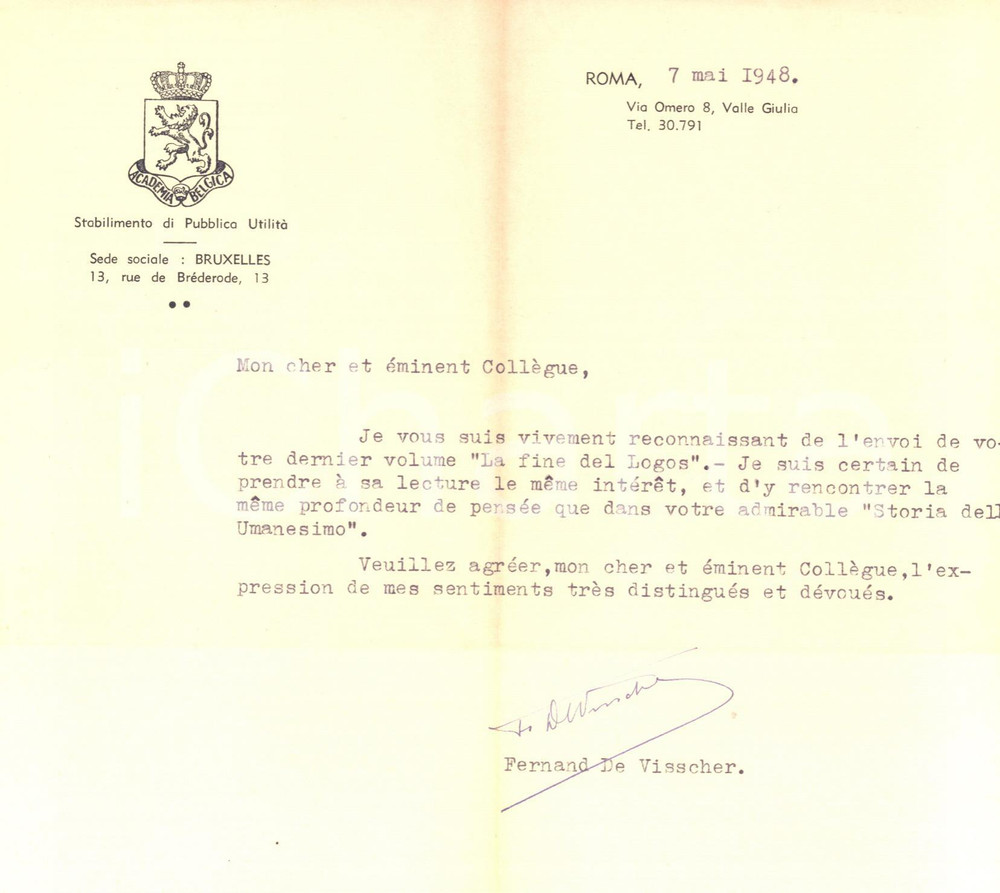 ROMA, 7 mai 1948.
Via Omero 8, Valle Giulia
Tel. 30.791
ACADEMIA BELGICA
Stabilimento di Pubblica Utilità
Sede sociale : BRUXELLES
13, rue de Bréderode, 13
Mon cher et éminent Collègue,
Je vous suis vivement reconnaissant de l'envoi de vo-
tre dernier volume "La fine del Logos".- Je suis certain de
prendre à sa lecture le même intérêt, et d'y rencontrer la
même profondeur de pensée que dans votre admirable "Storia dell
Umanesimo".
Veuillez agréer,mon cher et éminent Collègue,l'ex-
pression de mes sentiments très distingués et dévoués.
F. De Visscher
Fernand De Visscher.